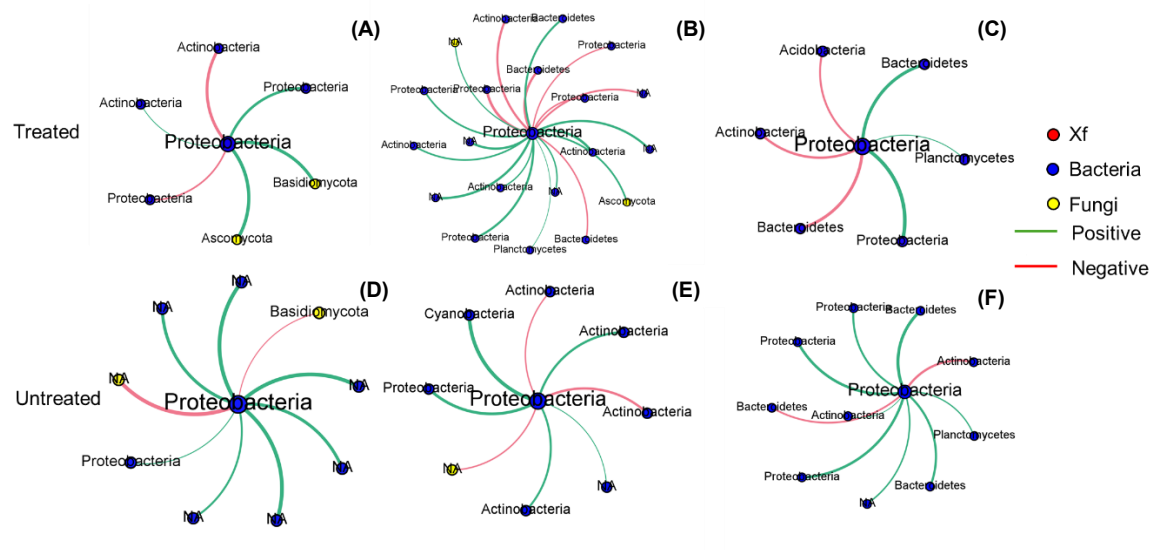 (A)
Actinobacteria
Proteobacteria
Actinobacteria
Proteobacteria
Basidiomycota
Proteobacteria
Ascomycota
(B)
Bacteroidetes
Actinobacteria
NA
Proteobacteria
Bacteroidetes
Proteobacteria
Proteobacteria
Proteobacteria
NA
Proteobacteria
Actinobacteria
NA
NA
Actinobacteria
Actinobacteria
NA
NA
Ascomycota
Proteobacteria
Bacteroidetes
Planctomycetes
(C)
Acidobacteria
Bacteroidetes
Actinobacteria
Proteobacteria
Planctomycetes
Bacteroidetes
Proteobacteria
Treated
Xf
Bacteria
Fungi
Positive
Negative
Untreated
(D)
NA
NA
Basidiomycota
NA
NA
Proteobacteria
Proteobacteria
NA
NA
NA
(E)
Actinobacteria
Cyanobacteria
Actinobacteria
Proteobacteria
Proteobacteria
Actinobacteria
NA
NA
Actinobacteria
(F)
Proteobacteria
Bacteroidetes
Proteobacteria
Actinobacteria
Proteobacteria
Bacteroidetes
Actinobacteria
Planctomycetes
Proteobacteria
Bacteroidetes
NA